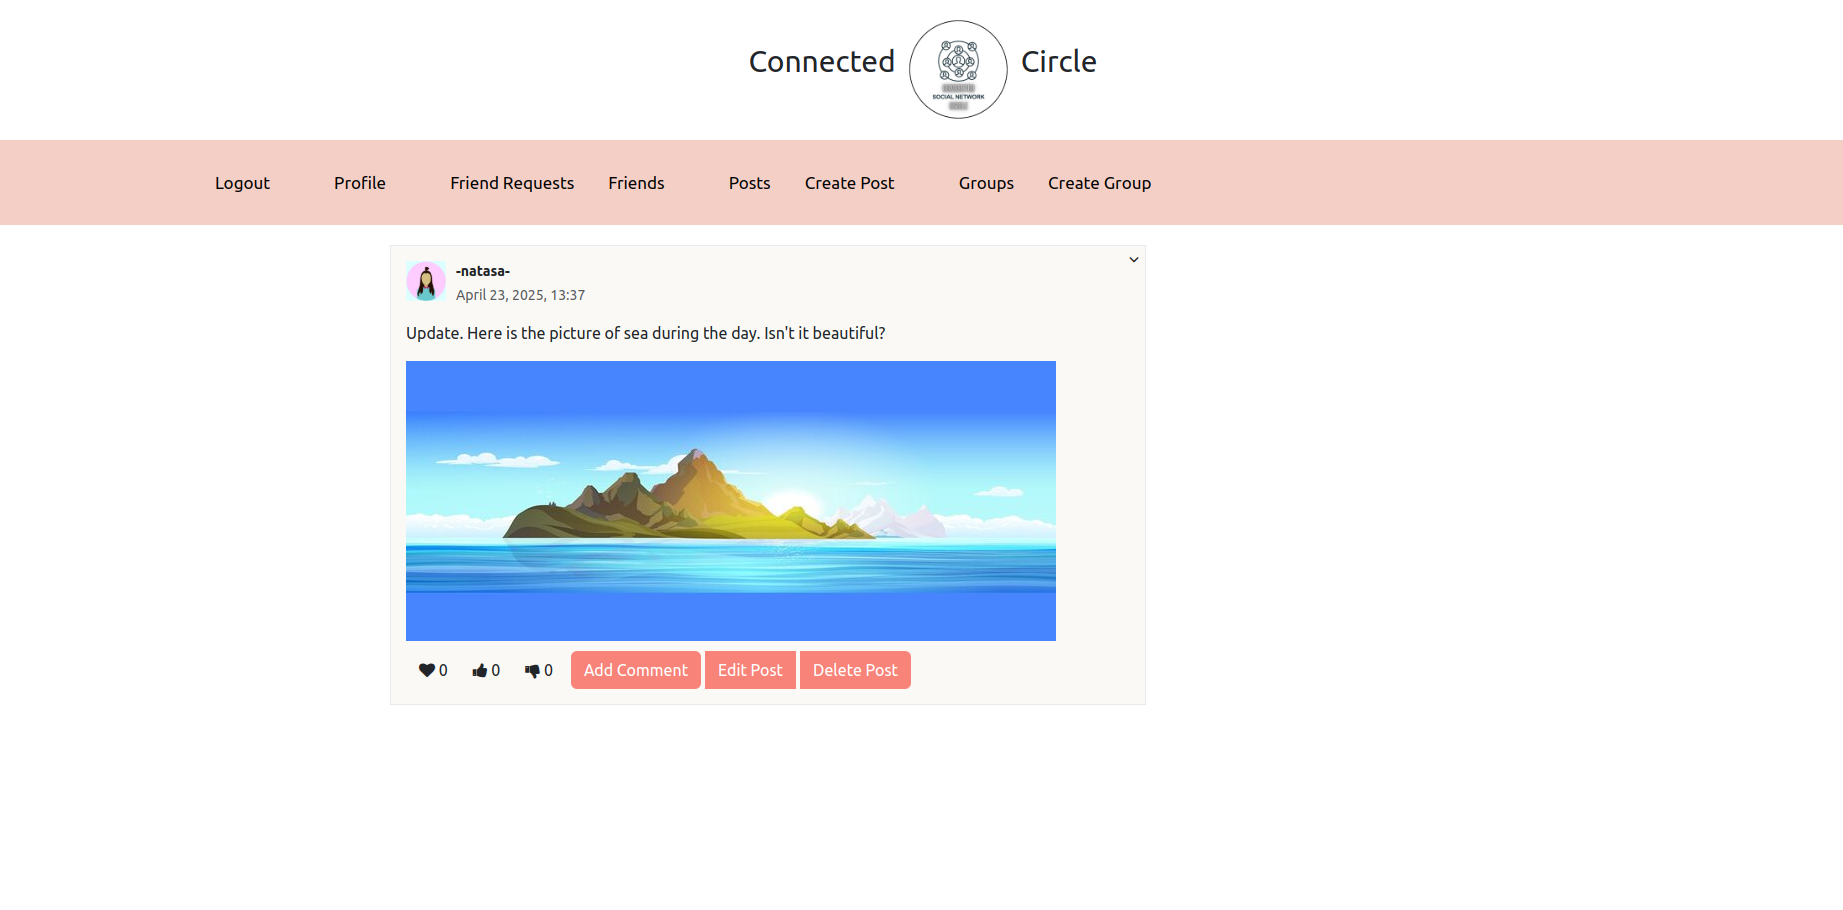 Connected Circle
SOCIAL NETWORK
Logout Profile Friend Requests Friends Posts Create Post Groups Create Group
-natasa-
April 23, 2025, 13:37
Update. Here is the picture of sea during the day. Isn't it beautiful?
0 0 0 Add Comment Edit Post Delete Post